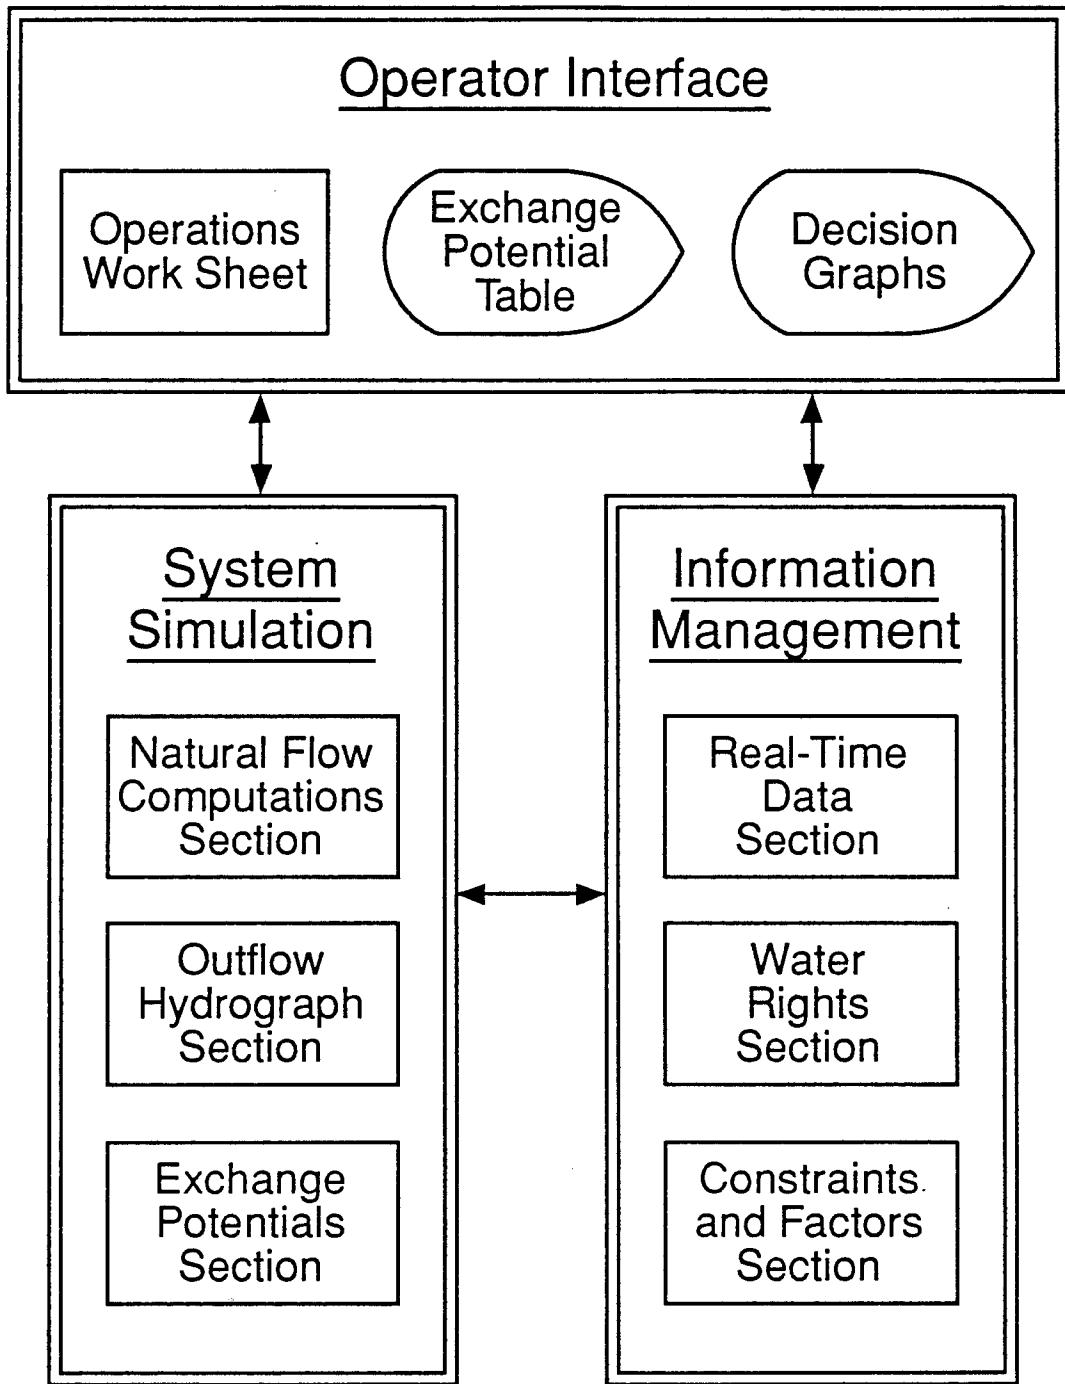 Operator Interface
Operations
Work Sheet
Exchange
Potential
Table
Decision
Graphs
System
Simulation
Natural Flow
Computations
Section
Outflow
Hydrograph
Section
Exchange
Potentials
Section
Information
Management
Real-Time
Data
Section
Water
Rights
Section
Constraints
and Factors
Section